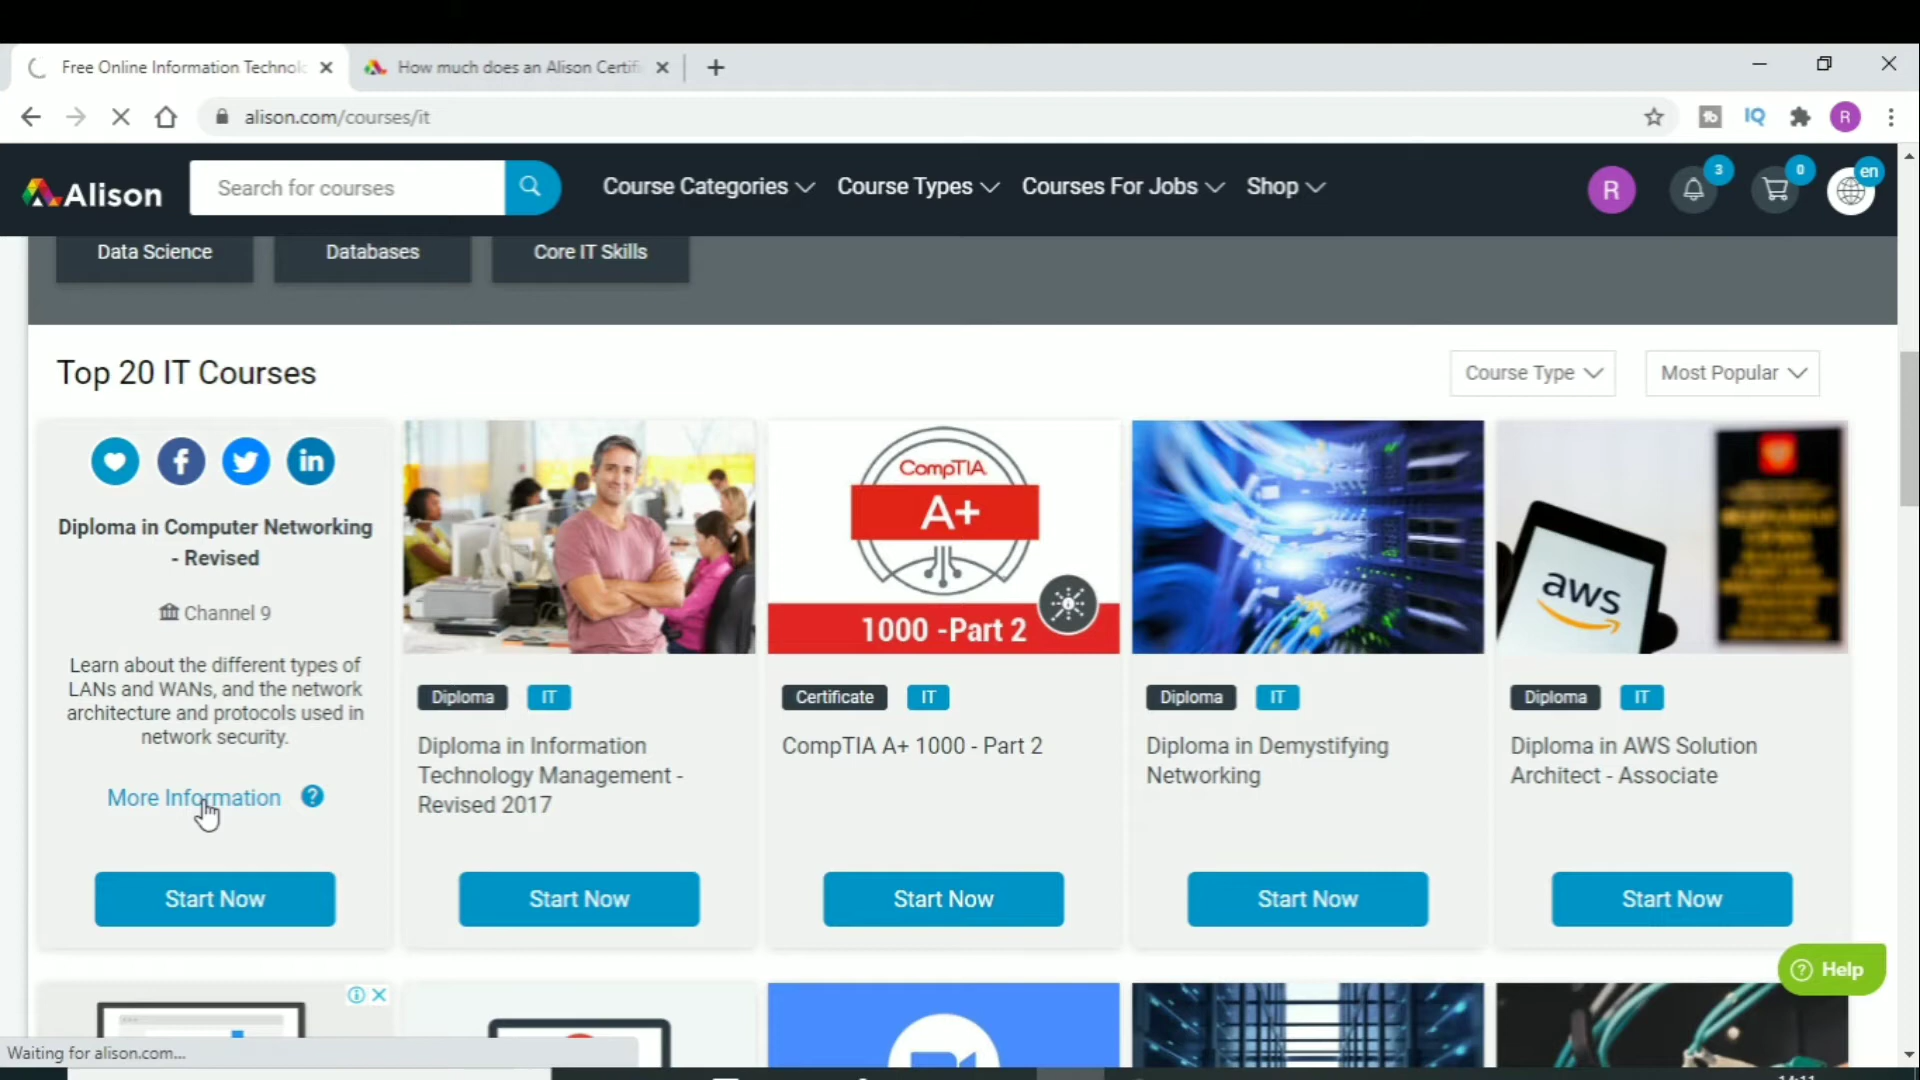 Free Online Information Technol
How much does an Alison Certifi
alison.com/courses/it
R
Alison
Search for courses
Course Categories
Course Types
Courses For Jobs
Shop
R
3
0
en
Data Science
Databases
Core IT Skills
Top 20 IT Courses
Course Type
Most Popular
Diploma in Computer Networking
- Revised
Channel 9
Learn about the different types of
LANs and WANs, and the network
architecture and protocols used in
network security.
More Information ?
Start Now
Diploma IT
Diploma in Information
Technology Management -
Revised 2017
Start Now
CompTIA
A+
1000 -Part 2
Certificate IT
CompTIA A+ 1000 - Part 2
Start Now
Diploma IT
Diploma in Demystifying
Networking
Start Now
aws
Diploma IT
Diploma in AWS Solution
Architect - Associate
Start Now
Help
Waiting for alison.com...